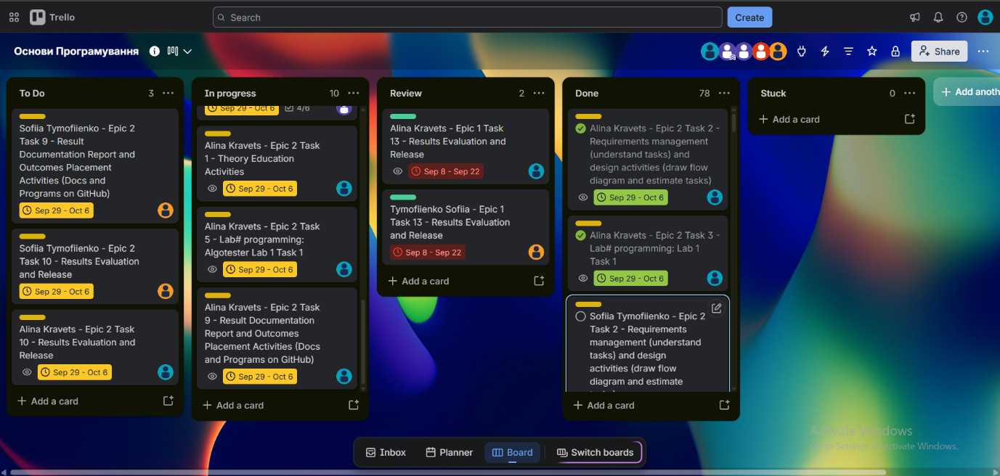 Trello
Search
Create
Основи Програмування
Share
To Do
3
Sofiia Tymofiienko - Epic 2
Task 9 - Result
Documentation Report and
Outcomes Placement
Activities (Docs and
Programs on GitHub)
Sep 29 - Oct 6
Sofiia Tymofiienko - Epic 2
Task 10 - Results Evaluation
and Release
Sep 29 - Oct 6
Alina Kravets - Epic 2 Task
10 - Results Evaluation and
Release
Sep 29 - Oct 6
Add a card
In progress
10
Sep 29 - Oct 6
4/6
Alina Kravets - Epic 2 Task
1 - Theory Education
Activities
Sep 29 - Oct 6
Alina Kravets - Epic 2 Task
5 - Lab# programming:
Algotester Lab 1 Task 1
Sep 29 - Oct 6
Alina Kravets - Epic 2 Task
9 - Result Documentation
Report and Outcomes
Placement Activities (Docs
and Programs on GitHub)
Sep 29 - Oct 6
Add a card
Review
2
Alina Kravets - Epic 1 Task
13 - Results Evaluation and
Release
Sep 8 - Sep 22
Tymofiienko Sofiia - Epic 1
Task 13 - Results Evaluation
and Release
Sep 8 - Sep 22
Add a card
Done
78
Alina Kravets - Epic 2 Task 2 -
Requirements management
(understand tasks) and
design activities (draw flow
diagram and estimate tasks)
Sep 29 - Oct 6
Alina Kravets - Epic 2 Task 3 -
Lab# programming: Lab 1
Task 1
Sep 29 - Oct 6
Sofiia Tymofiienko - Epic 2
Task 2 - Requirements
management (understand
tasks) and design
activities (draw flow
diagram and estimate
Add a card
Stuck
0
Add a card
Add anoth
Activate Windows
Settings to activate Windows.
Inbox
Planner
Board
Switch boards